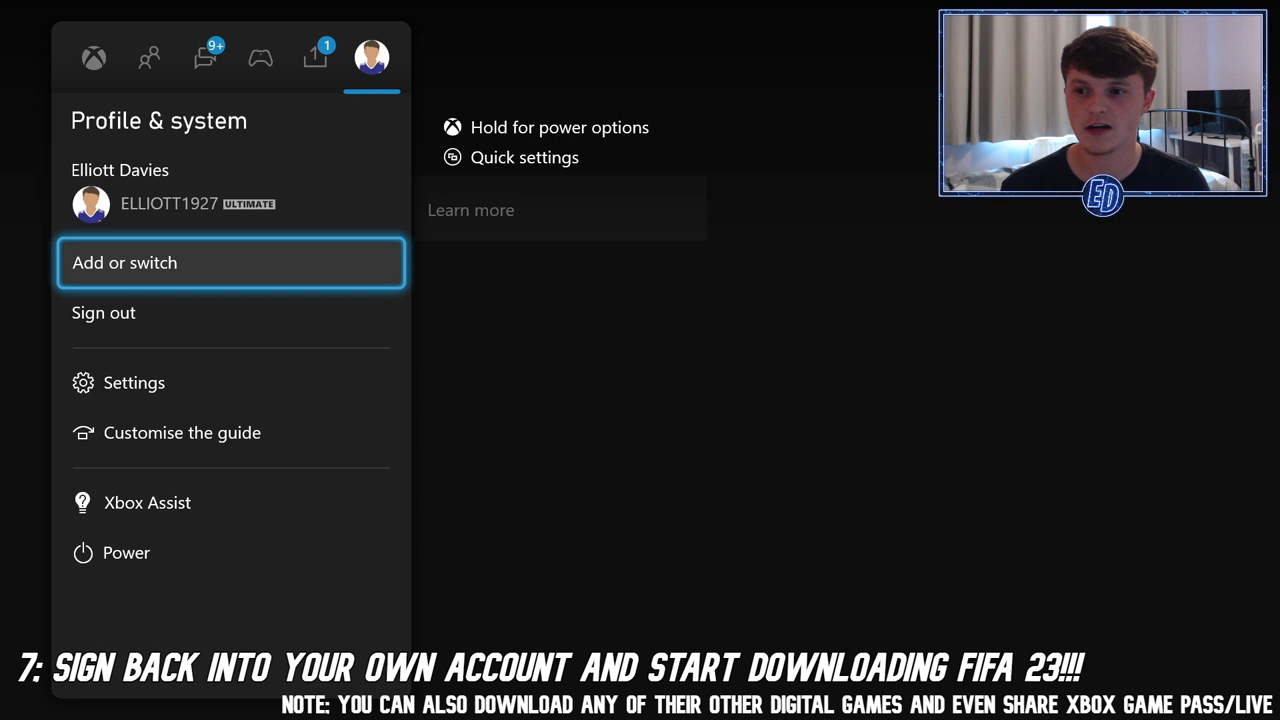 9+
1
Profile & system
Elliott Davies
ELLIOTT1927 ULTIMATE
Add or switch
Sign out
Settings
Customise the guide
Xbox Assist
Power
Hold for power options
Quick settings
Learn more
ED
7: SIGN BACK INTO YOUR OWN ACCOUNT AND START DOWNLOADING FIFA 23!!!
NOTE: YOU CAN ALSO DOWNLOAD ANY OF THEIR OTHER DIGITAL GAMES AND EVEN SHARE XBOX GAME PASS/LIVE